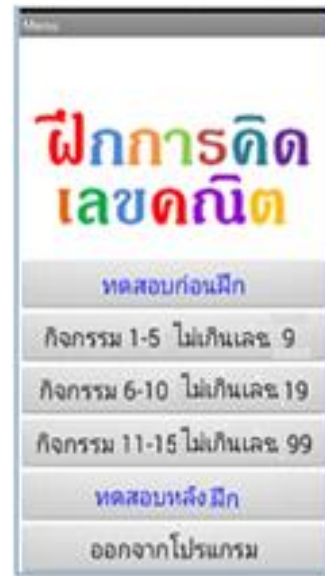 Menu
ฝึกการคิด
เลขคณิต
ทดสอบก่อนฝึก
กิจกรรม 1-5 ไม่เกินเลข 9
กิจกรรม 6-10 ไม่เกินเลข 19
กิจกรรม 11-15 ไม่เกินเลข 99
ทดสอบหลังฝึก
ออกจากโปรแกรม